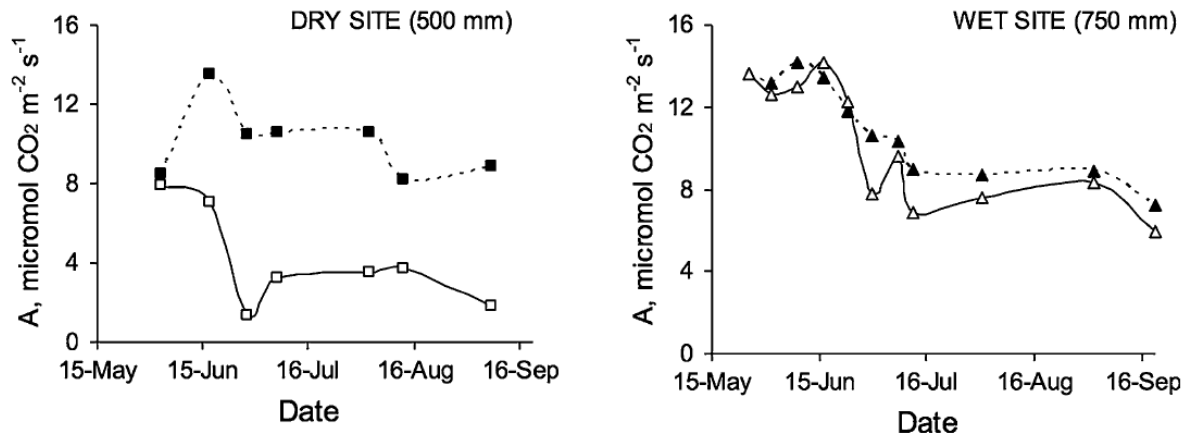 DRY SITE (500 mm)
A, micromol CO₂ m⁻² s⁻¹
16
12
8
4
0
15-May 15-Jun 16-Jul 16-Aug 16-Sep
Date
WET SITE (750 mm)
A, micromol CO₂ m⁻² s⁻¹
16
12
8
4
0
15-May 15-Jun 16-Jul 16-Aug 16-Sep
Date